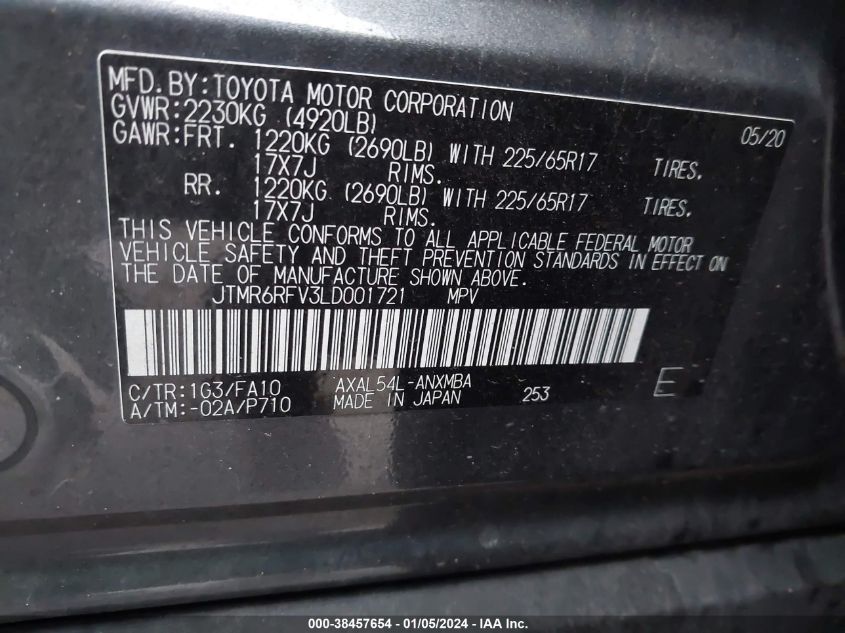 MFD.BY:TOYOTA MOTOR CORPORATION 05/20
GVWR:2230KG (4920LB)
GAWR:FRT. 1220KG (2690LB) WITH 225/65R17 TIRES.
17X7J RIMS.
RR. 1220KG (2690LB) WITH 225/65R17 TIRES.
17X7J RIMS.
THIS VEHICLE CONFORMS TO ALL APPLICABLE FEDERAL MOTOR
VEHICLE SAFETY AND THEFT PREVENTION STANDARDS IN EFFECT ON
THE DATE OF MANUFACTURE SHOWN ABOVE.
JTMR6RFV3LD001721 MPV
C/TR:1G3/FA10 AXAL54L-ANXMBA
A/TM:-02A/P710 MADE IN JAPAN 253 E
000-38457654 - 01/05/2024 - IAA Inc.